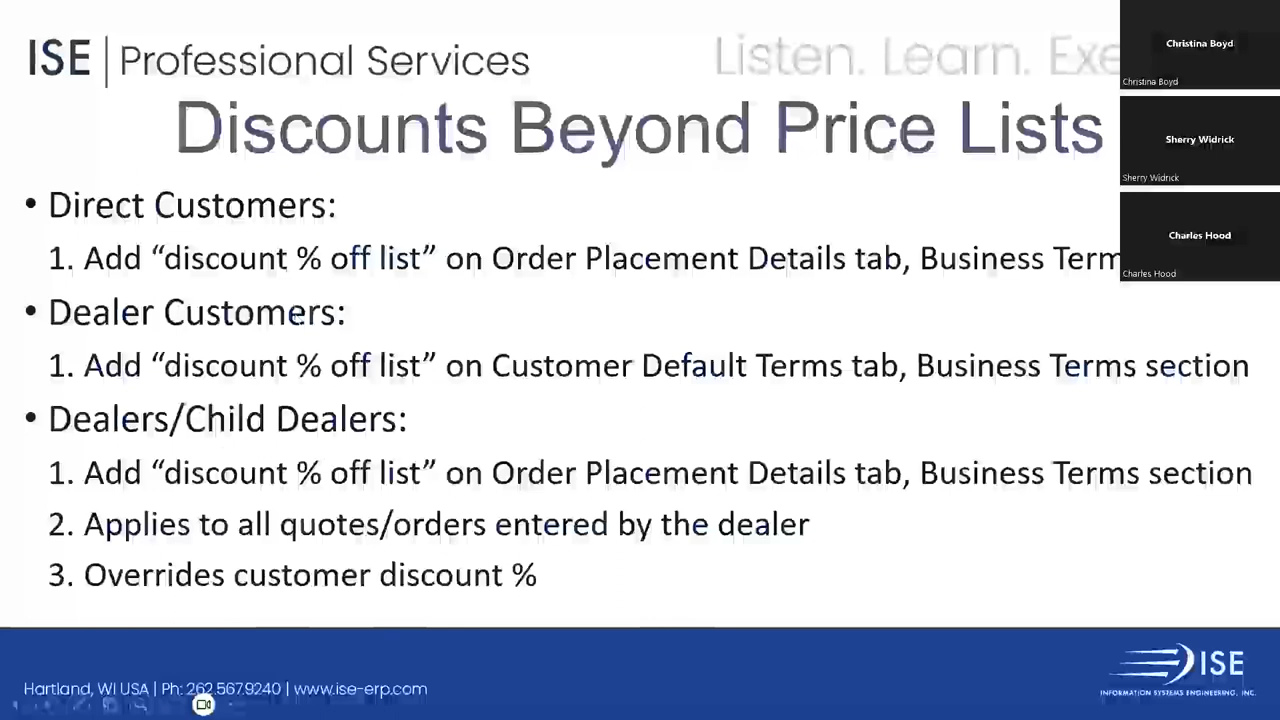 ISE | Professional Services
Listen. Learn. Exe
Discounts Beyond Price Lists
• Direct Customers:
1. Add “discount % off list” on Order Placement Details tab, Business Term
• Dealer Customers:
1. Add “discount % off list” on Customer Default Terms tab, Business Terms section
• Dealers/Child Dealers:
1. Add “discount % off list” on Order Placement Details tab, Business Terms section
2. Applies to all quotes/orders entered by the dealer
3. Overrides customer discount %
Christina Boyd
Christina Boyd
Sherry Widrick
Sherry Widrick
Charles Hood
Charles Hood
Hartland, WI USA | Ph: 262.567.9240 | www.ise-erp.com
ISE
INFORMATION SYSTEMS ENGINEERING, INC.